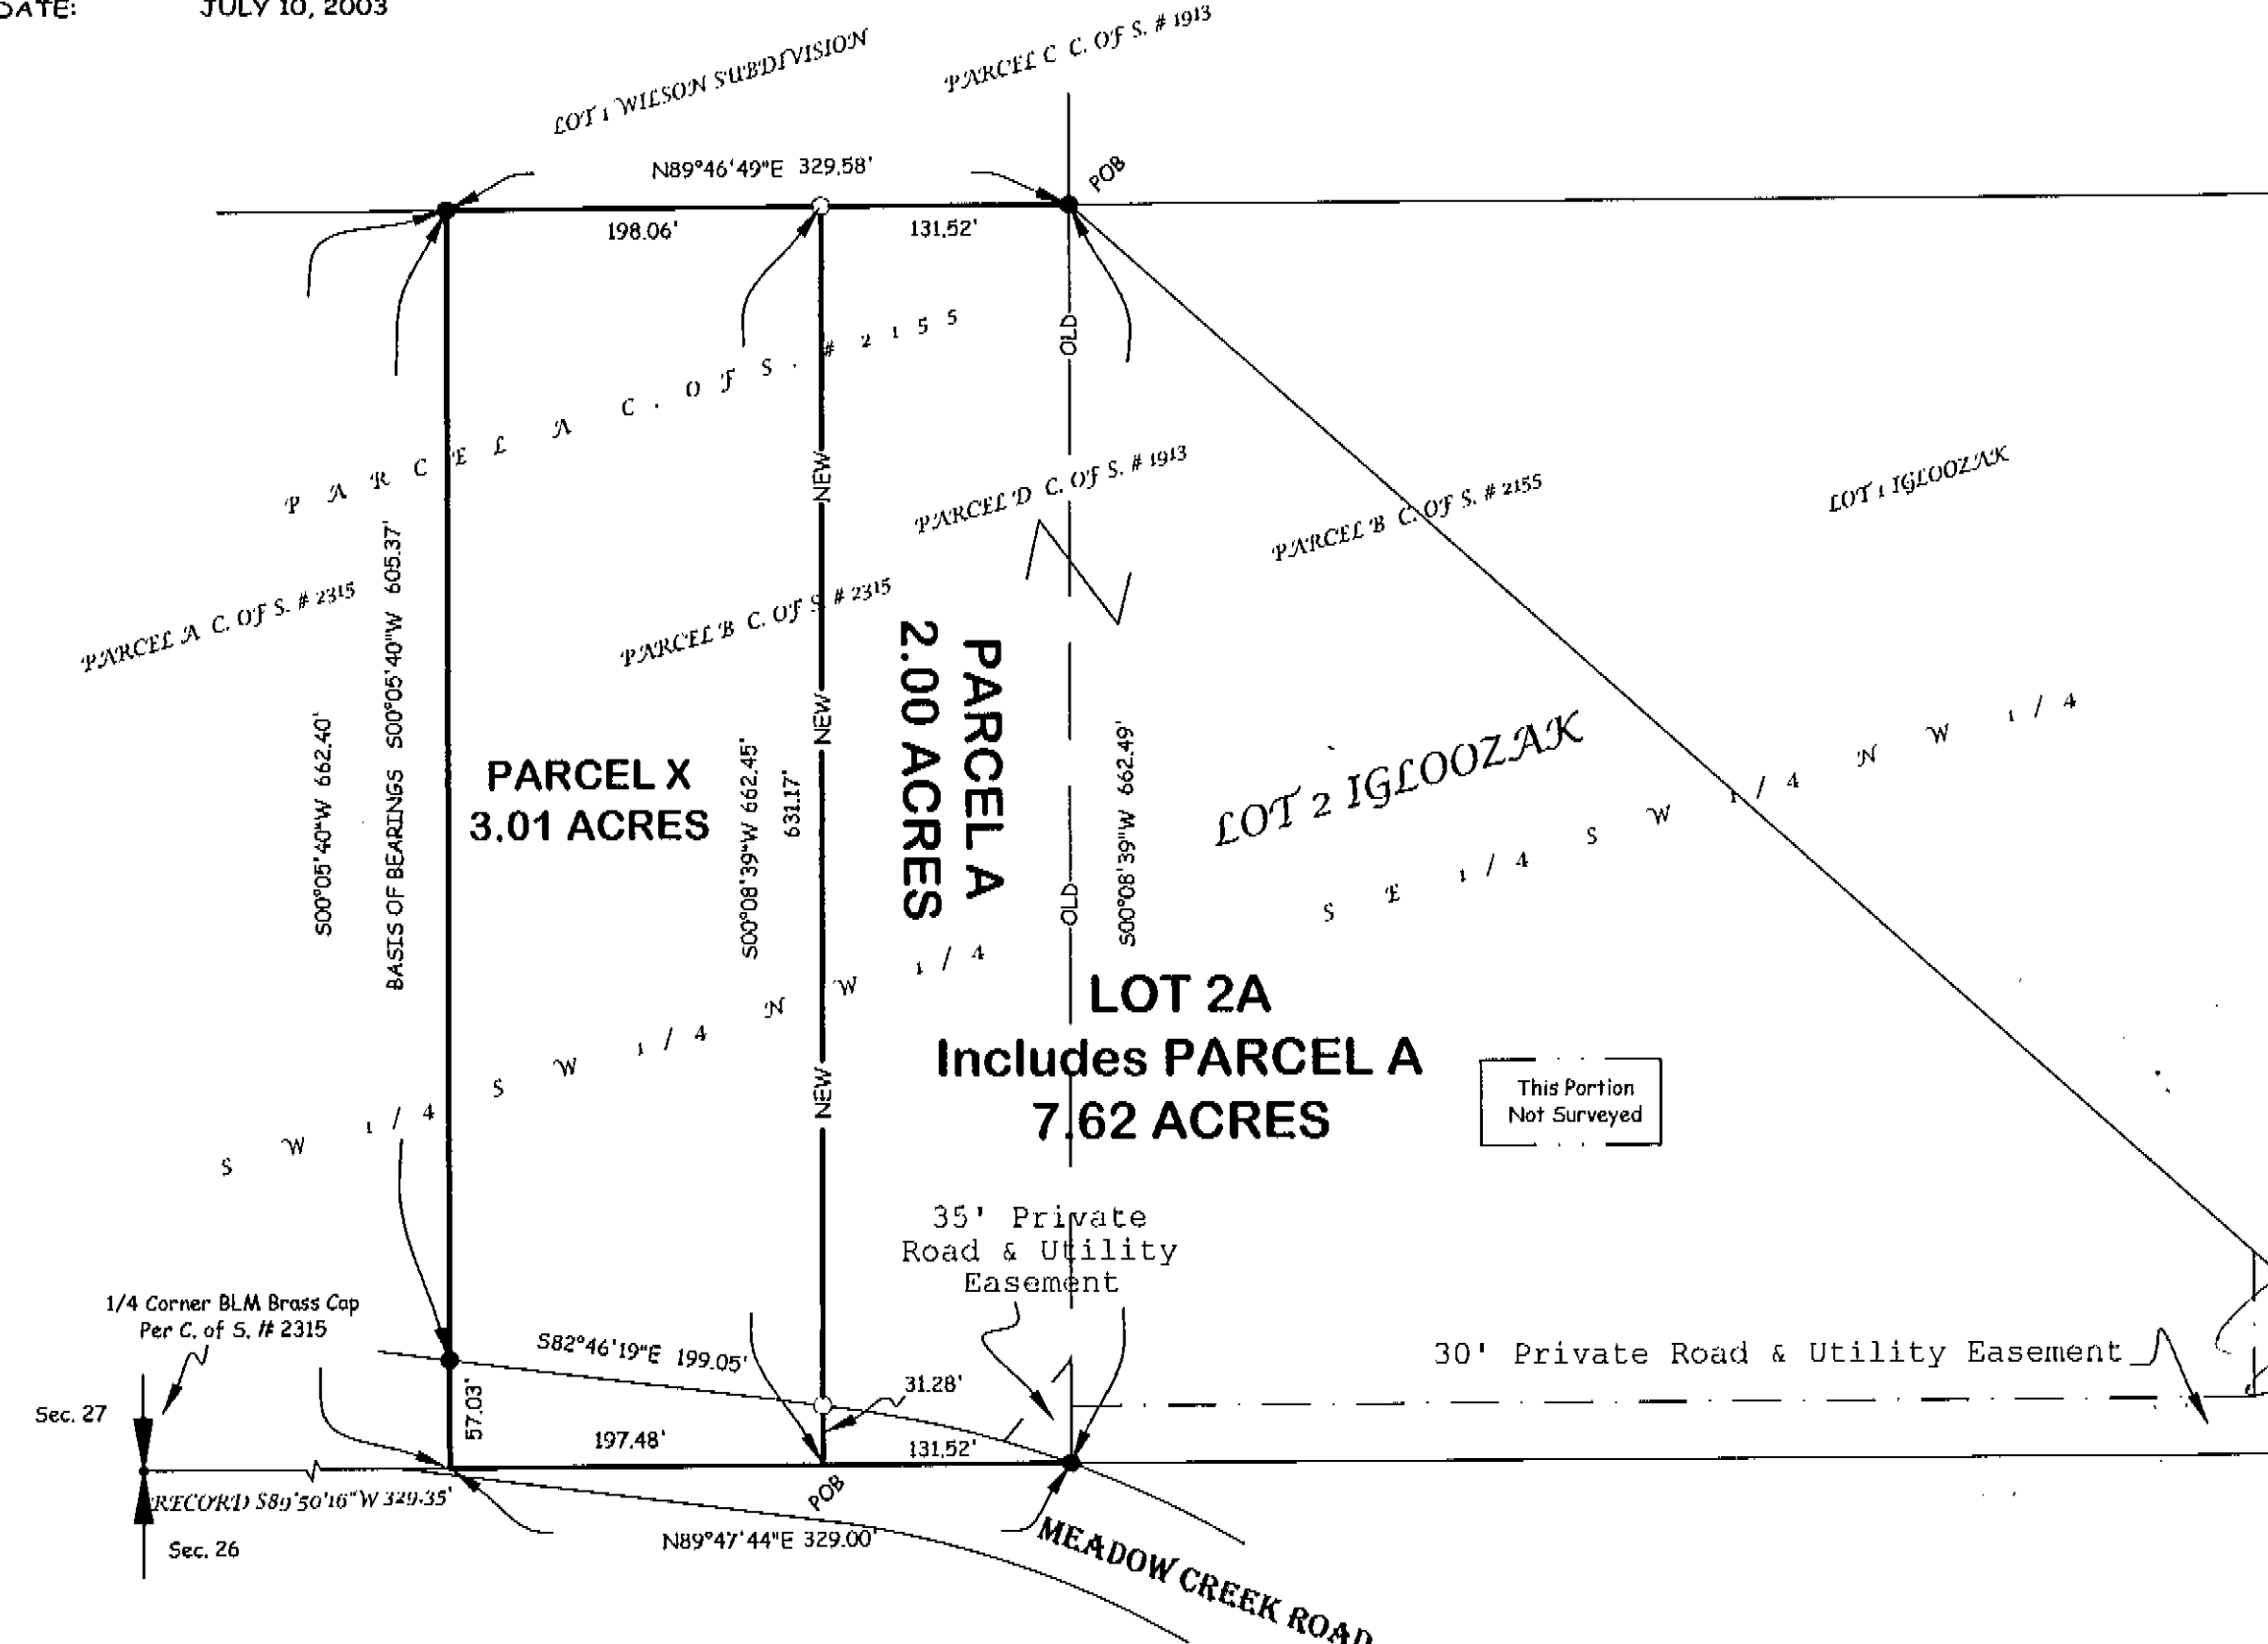 DATE: JULY 10, 2003
LOT 1 WILSON SUBDIVISION
PARCEL C C. OF S. # 1913
N89°46'49"E 329.58'
POB
198.06'
131.52'
OLD
PARCEL A C. OF S. # 2155
NEW
PARCEL D C. OF S. # 1913
PARCEL B C. OF S. # 2155
LOT 1 IGLOOZAK
PARCEL A C. OF S. # 2315
BASIS OF BEARINGS S00°05'40"W 605.37'
PARCEL B C. OF S. # 2315
S00°05'40"W 662.40'
PARCEL X
3.01 ACRES
S00°08'39"W 662.45'
631.17'
NEW
PARCEL A
2.00 ACRES
S00°08'39"W 662.49'
OLD
LOT 2 IGLOOZAK
SE 1/4 SW 1/4 NW 1/4
SW 1/4 SW 1/4 NW 1/4
NEW
LOT 2A
Includes PARCEL A
7.62 ACRES
This Portion
Not Surveyed
35' Private
Road & Utility
Easement
1/4 Corner BLM Brass Cap
Per C. of S. # 2315
S82°46'19"E 199.05'
31.28'
30' Private Road & Utility Easement
Sec. 27
57.03'
197.48'
131.52'
RECORD S89°50'16"W 329.35'
POB
N89°47'44"E 329.00'
Sec. 26
MEADOW CREEK ROAD